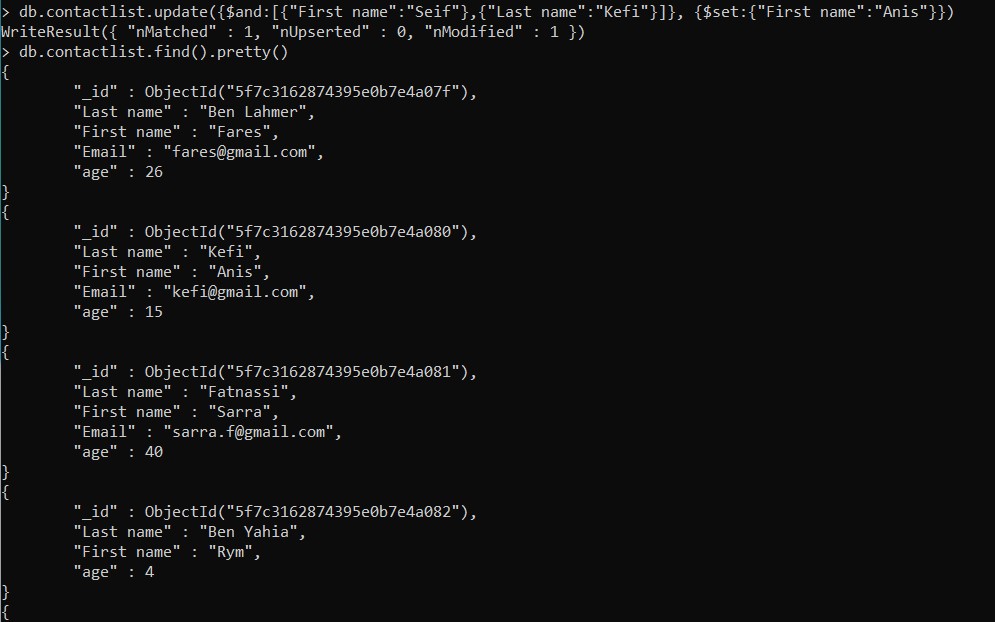 > db.contactlist.update({$and:[{"First name":"Seif"},{"Last name":"Kefi"}]}, {$set:{"First name":"Anis"}})
WriteResult({ "nMatched" : 1, "nUpserted" : 0, "nModified" : 1 })
> db.contactlist.find().pretty()
{
        "_id" : ObjectId("5f7c3162874395e0b7e4a07f"),
        "Last name" : "Ben Lahmer",
        "First name" : "Fares",
        "Email" : "fares@gmail.com",
        "age" : 26
}
{
        "_id" : ObjectId("5f7c3162874395e0b7e4a080"),
        "Last name" : "Kefi",
        "First name" : "Anis",
        "Email" : "kefi@gmail.com",
        "age" : 15
}
{
        "_id" : ObjectId("5f7c3162874395e0b7e4a081"),
        "Last name" : "Fatnassi",
        "First name" : "Sarra",
        "Email" : "sarra.f@gmail.com",
        "age" : 40
}
{
        "_id" : ObjectId("5f7c3162874395e0b7e4a082"),
        "Last name" : "Ben Yahia",
        "First name" : "Rym",
        "age" : 4
}
{